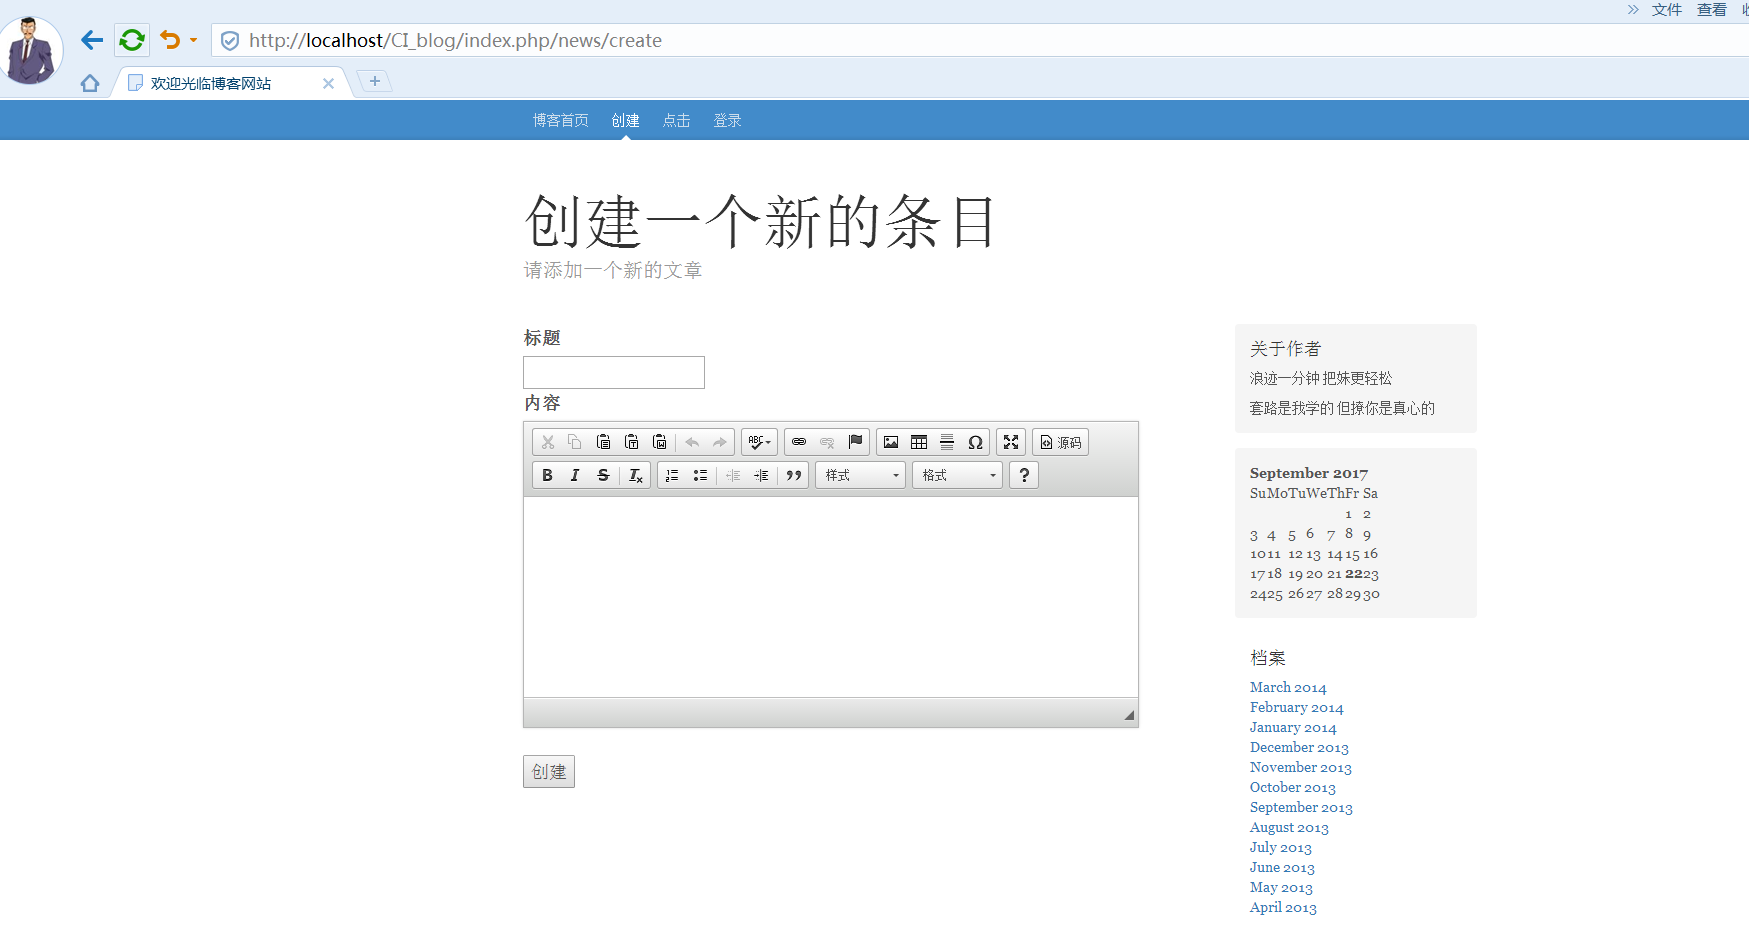 » 文件 查看
http://localhost/CI_blog/index.php/news/create
欢迎光临博客网站
博客首页 创建 点击 登录
创建一个新的条目
请添加一个新的文章
标题
内容
ABC
Ω
源码
B I S Ix
样式 格式 ?
创建
关于作者
浪迹一分钟 把妹更轻松
套路是我学的 但撩你是真心的
September 2017
Su Mo Tu We Th Fr Sa
1 2
3 4 5 6 7 8 9
10 11 12 13 14 15 16
17 18 19 20 21 22 23
24 25 26 27 28 29 30
档案
March 2014
February 2014
January 2014
December 2013
November 2013
October 2013
September 2013
August 2013
July 2013
June 2013
May 2013
April 2013